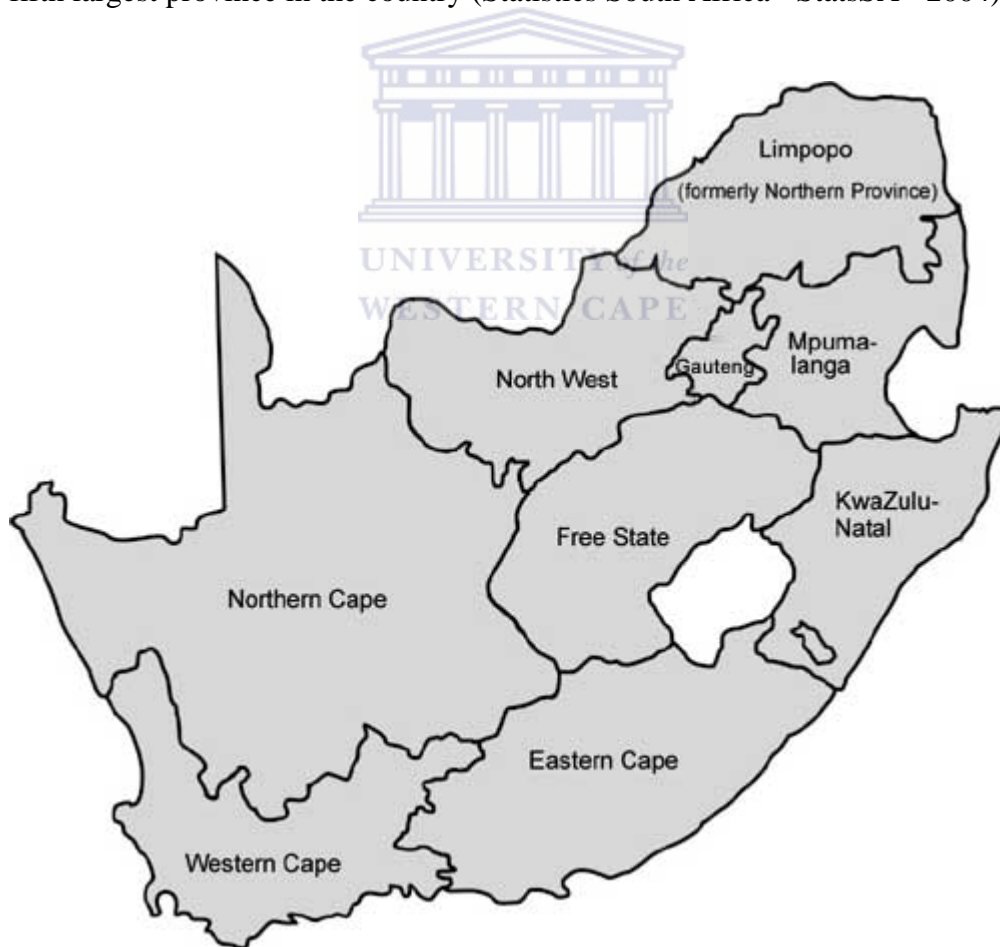 fifth largest province in the country (Statistics South Africa - StatsSA - 2004)
UNIVERSITY of the
WESTERN CAPE
Limpopo
(formerly Northern Province)
Mpuma-
langa
Gauteng
North West
KwaZulu-
Natal
Free State
Northern Cape
Eastern Cape
Western Cape